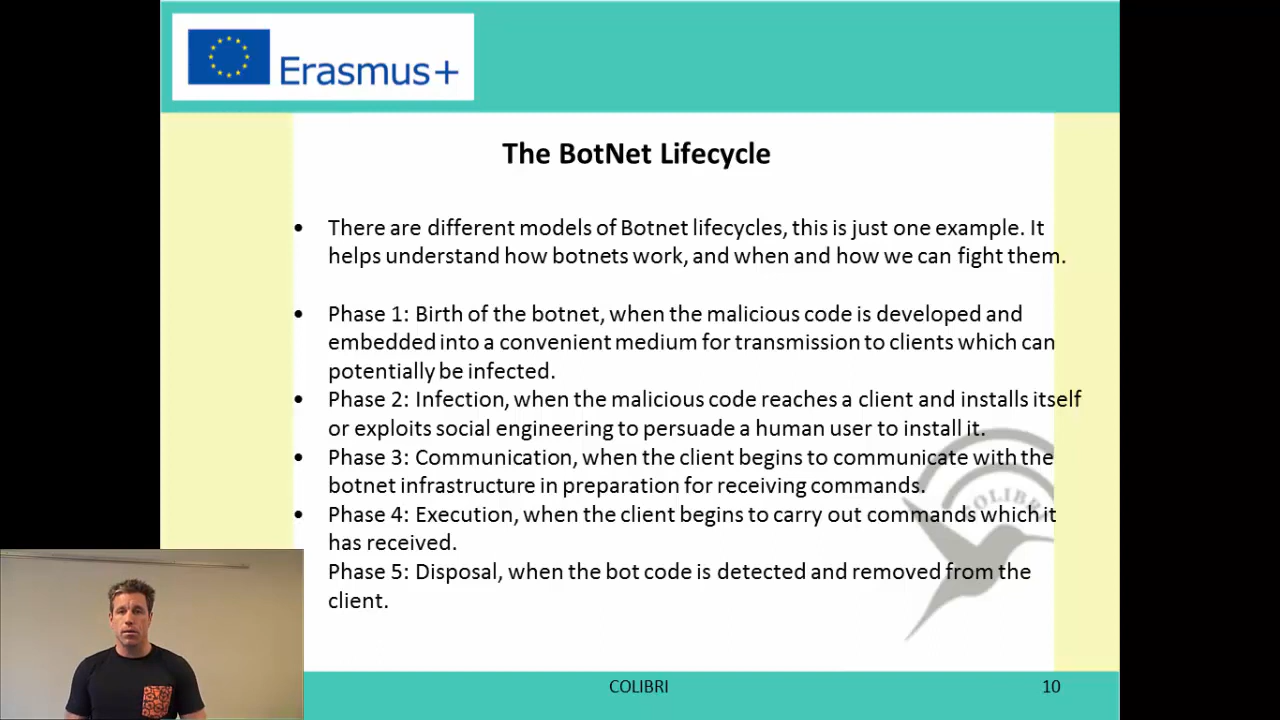 Erasmus+
The BotNet Lifecycle
• There are different models of Botnet lifecycles, this is just one example. It
helps understand how botnets work, and when and how we can fight them.
• Phase 1: Birth of the botnet, when the malicious code is developed and
embedded into a convenient medium for transmission to clients which can
potentially be infected.
• Phase 2: Infection, when the malicious code reaches a client and installs itself
or exploits social engineering to persuade a human user to install it.
• Phase 3: Communication, when the client begins to communicate with the
botnet infrastructure in preparation for receiving commands.
• Phase 4: Execution, when the client begins to carry out commands which it
has received.
Phase 5: Disposal, when the bot code is detected and removed from the
client.
COLIBRI
COLIBRI
10